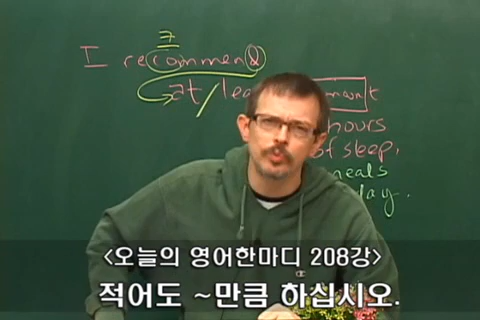 7
I recommend
at/lea
hours
of sleep.
meals
day.
<오늘의 영어한마디 208강>
적어도 ~만큼 하십시오.